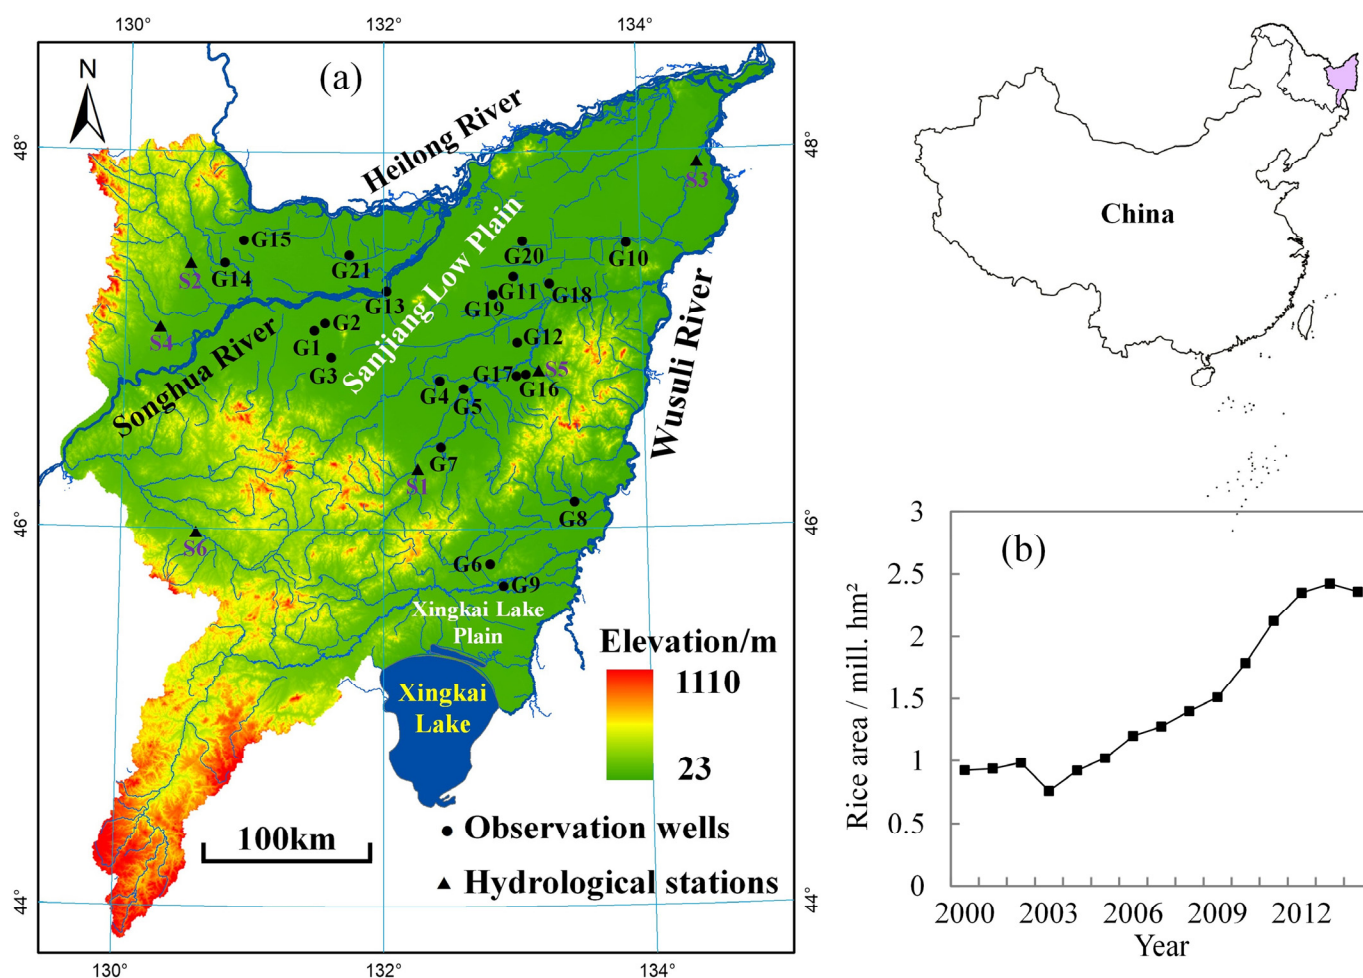 130°
132°
134°
N
(a)
48°
48°
Heilong River
S3
Sanjiang Low Plain
G15
G14
S2
G21
G20
G10
G11
G18
G13
G19
Wusuli River
S4
G2
G1
G3
G12
Songhua River
G17
S5
G16
G4
G5
G7
S1
46°
46°
G8
S6
G6
G9
Xingkai Lake
Plain
Elevation/m
1110
23
Xingkai
Lake
100km
Observation wells
Hydrological stations
44°
44°
130°
132°
134°
China
(b)
3
2.5
2
1.5
1
0.5
0
Rice area / mill. hm²
2000
2003
2006
2009
2012
Year